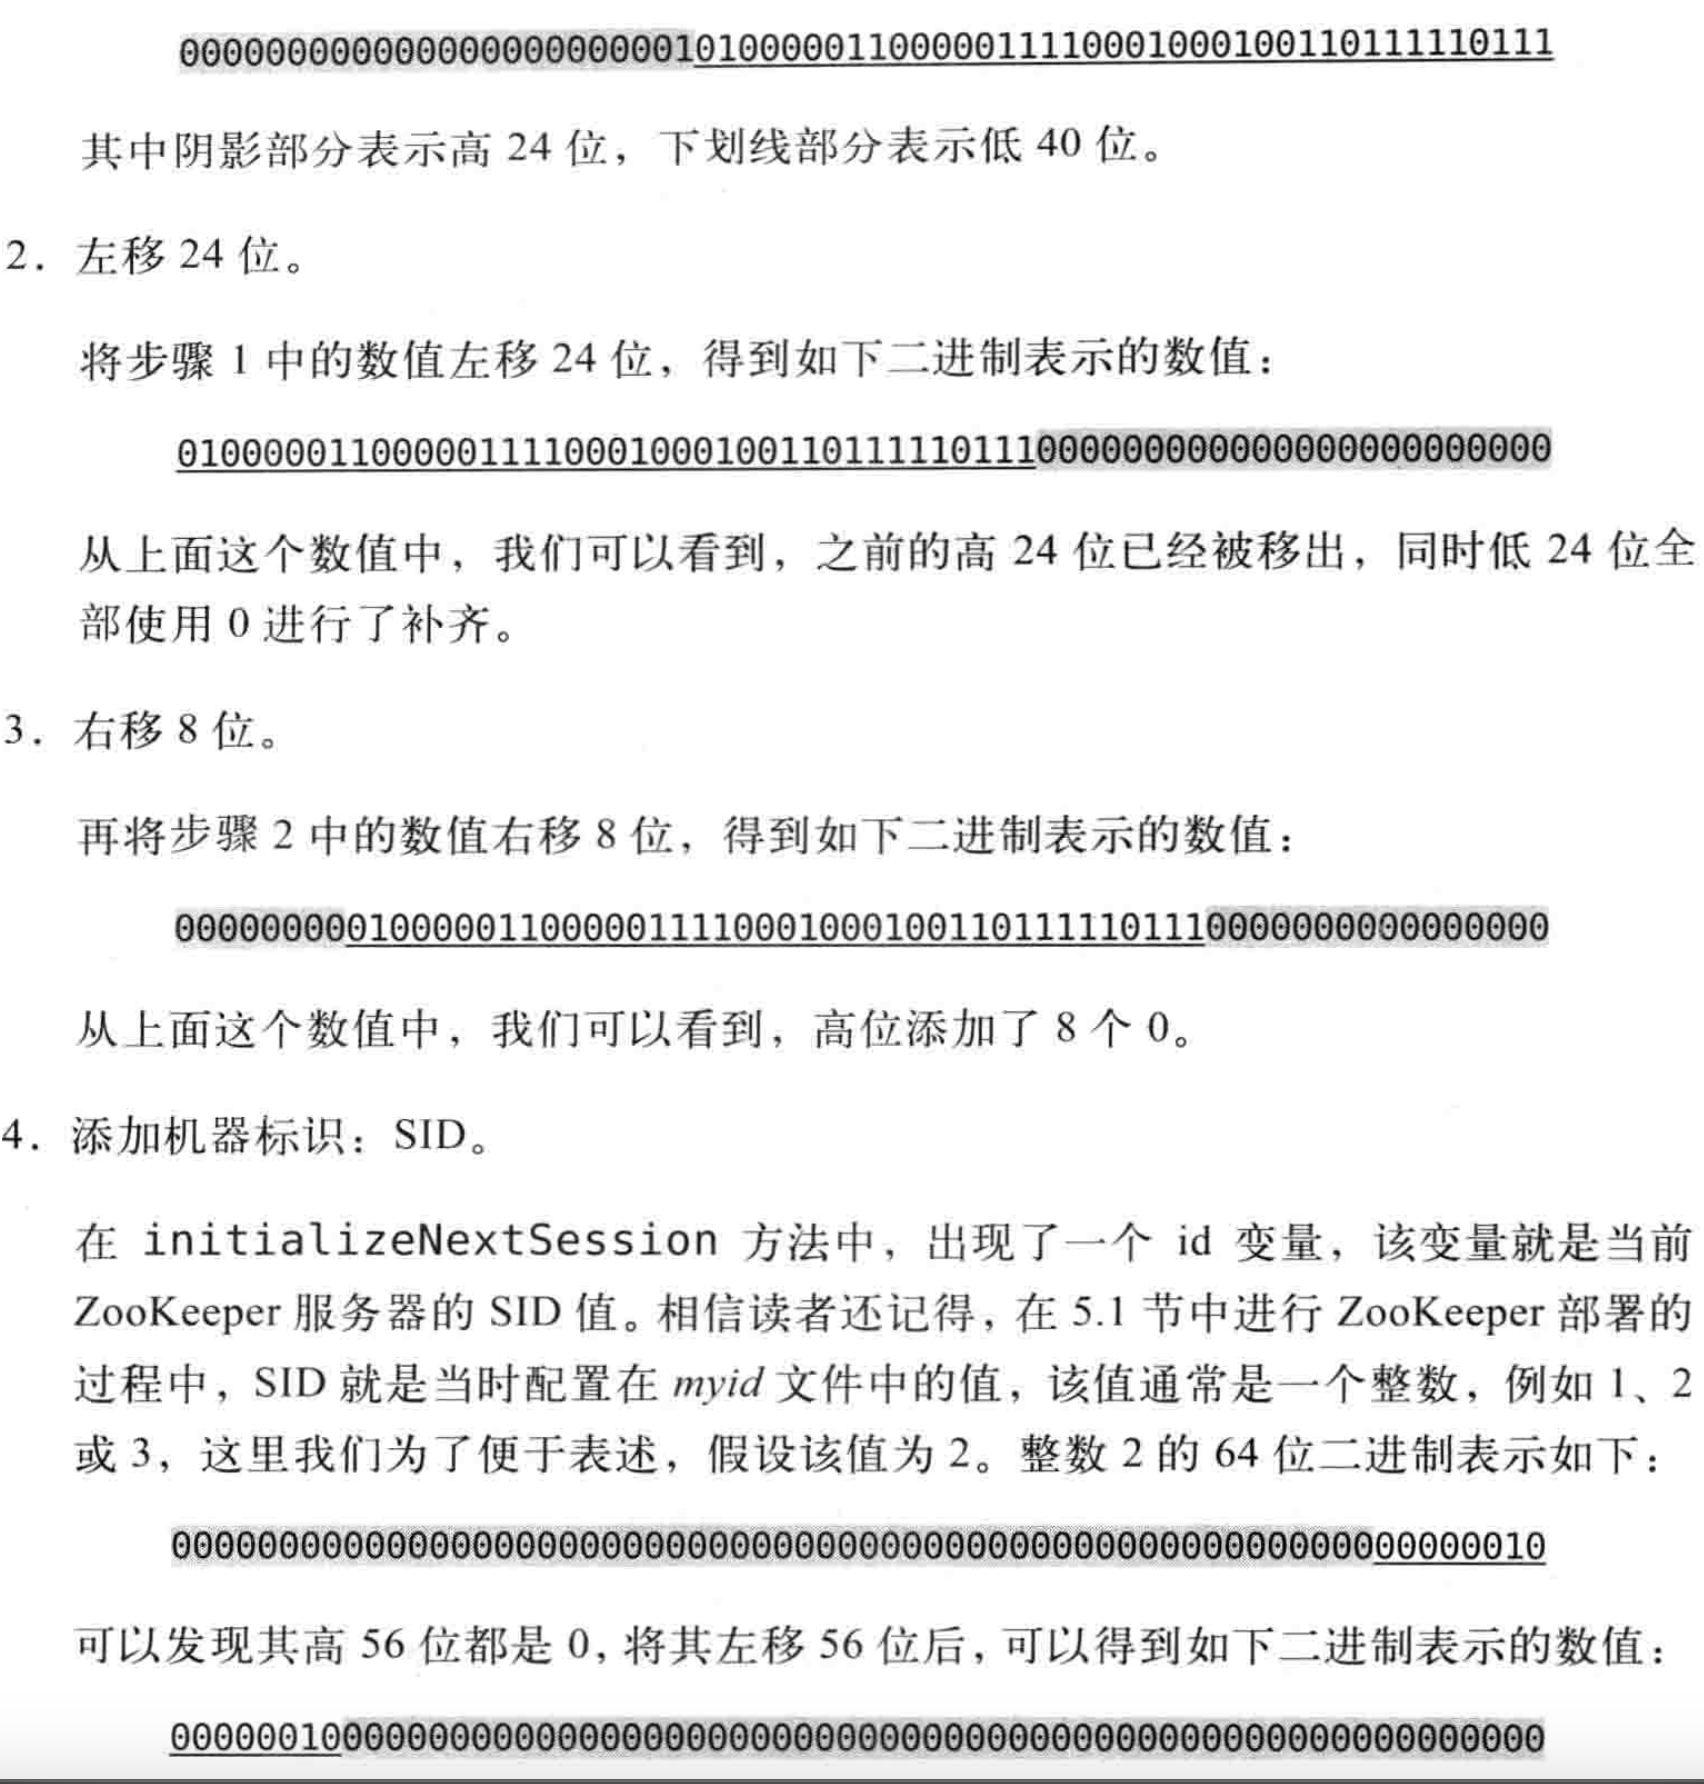 0000000000000000000000010100000110000011110001000100110111110111
其中阴影部分表示高 24 位，下划线部分表示低 40 位。
2．左移 24 位。
将步骤 1 中的数值左移 24 位，得到如下二进制表示的数值：
0100000110000011110001000100110111110111000000000000000000000000
从上面这个数值中，我们可以看到，之前的高 24 位已经被移出，同时低 24 位全
部使用 0 进行了补齐。
3．右移 8 位。
再将步骤 2 中的数值右移 8 位，得到如下二进制表示的数值：
0000000001000001100000111100010001001101111101110000000000000000
从上面这个数值中，我们可以看到，高位添加了 8 个 0。
4．添加机器标识：SID。
在 initializeNextSession 方法中，出现了一个 id 变量，该变量就是当前
ZooKeeper 服务器的 SID 值。相信读者还记得，在 5.1 节中进行 ZooKeeper 部署的
过程中，SID 就是当时配置在 myid 文件中的值，该值通常是一个整数，例如 1、2
或 3，这里我们为了便于表述，假设该值为 2。整数 2 的 64 位二进制表示如下：
0000000000000000000000000000000000000000000000000000000000000010
可以发现其高 56 位都是 0，将其左移 56 位后，可以得到如下二进制表示的数值：
0000001000000000000000000000000000000000000000000000000000000000